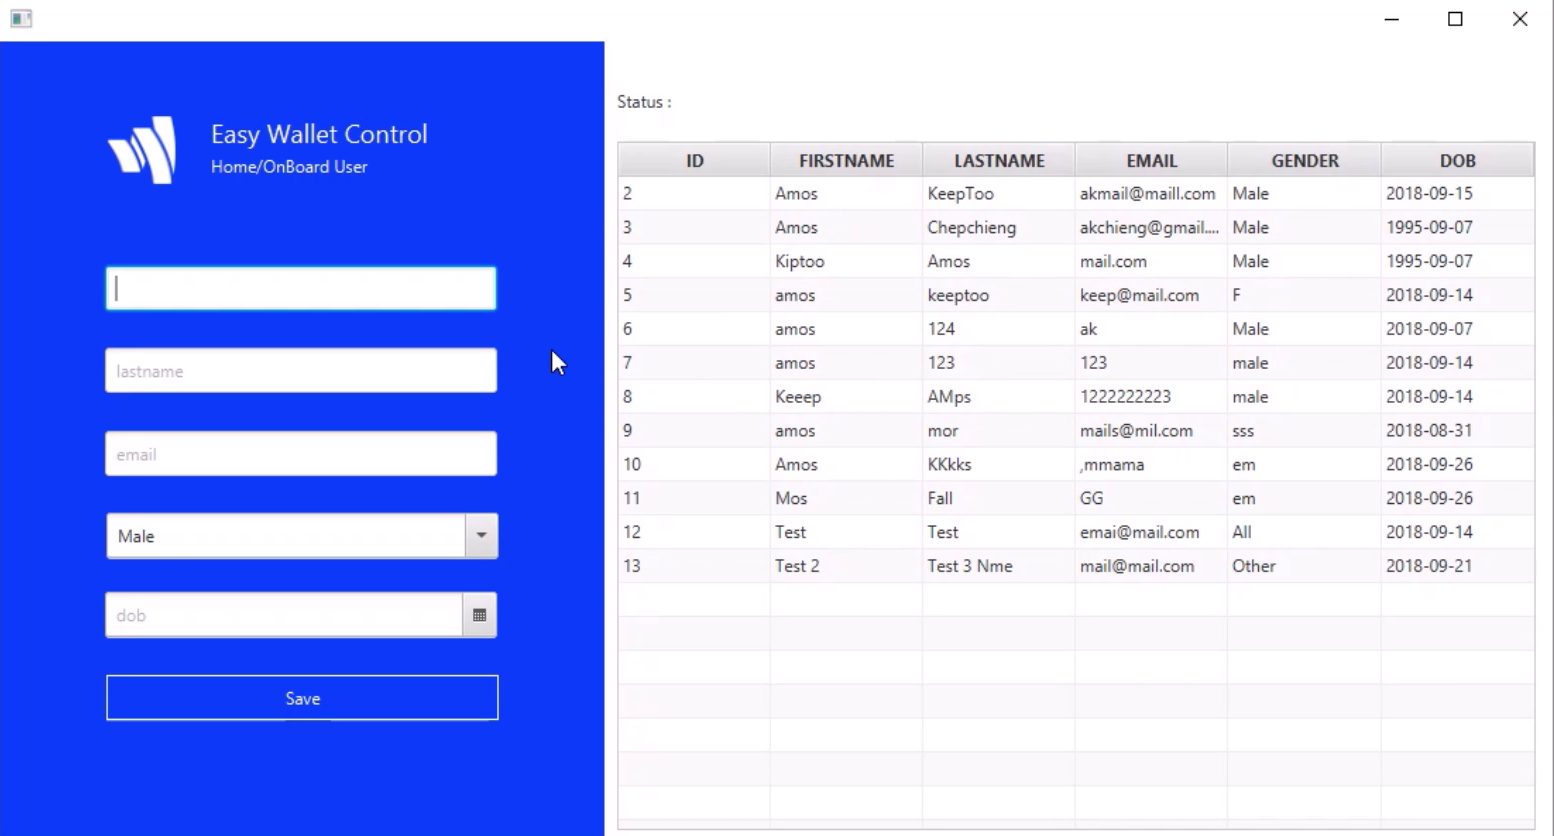 Easy Wallet Control
Home/OnBoard User
lastname
email
Male
dob
Save
Status :
ID FIRSTNAME LASTNAME EMAIL GENDER DOB
2 Amos KeepToo akmail@maill.com Male 2018-09-15
3 Amos Chepchieng akchieng@gmail.... Male 1995-09-07
4 Kiptoo Amos mail.com Male 1995-09-07
5 amos keeptoo keep@mail.com F 2018-09-14
6 amos 124 ak Male 2018-09-07
7 amos 123 123 male 2018-09-14
8 Keeep AMps 1222222223 male 2018-09-14
9 amos mor mails@mil.com sss 2018-08-31
10 Amos KKkks ,mmama em 2018-09-26
11 Mos Fall GG em 2018-09-26
12 Test Test emai@mail.com All 2018-09-14
13 Test 2 Test 3 Nme mail@mail.com Other 2018-09-21